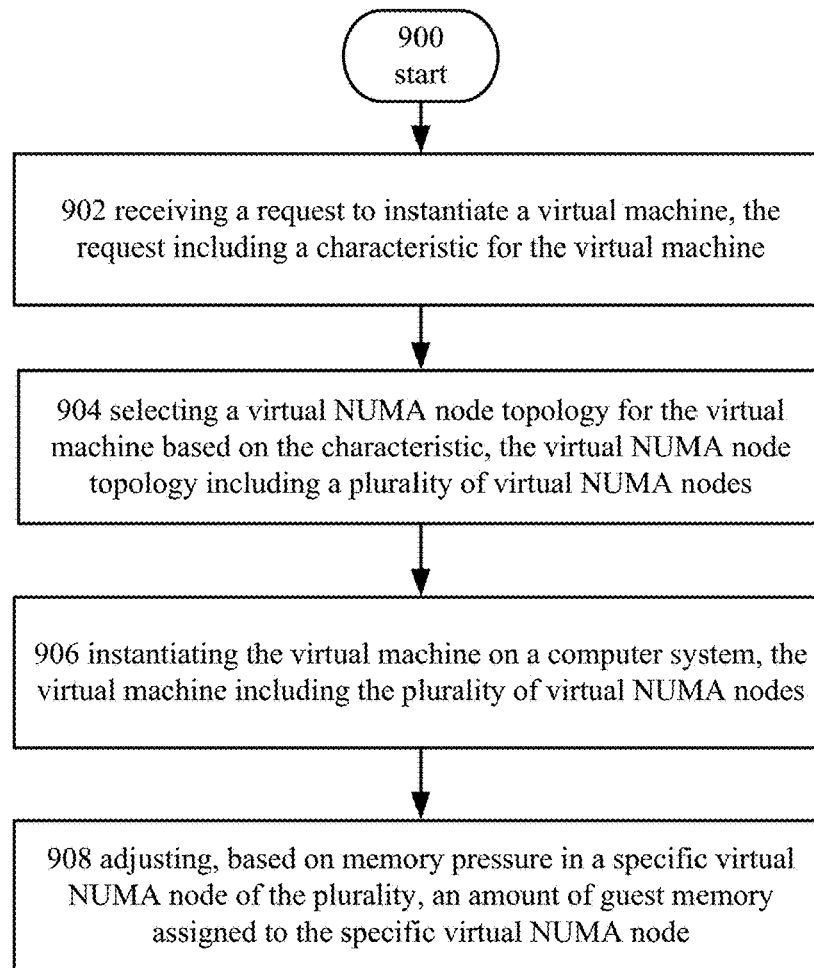 900
start
902 receiving a request to instantiate a virtual machine, the
request including a characteristic for the virtual machine
904 selecting a virtual NUMA node topology for the virtual
machine based on the characteristic, the virtual NUMA node
topology including a plurality of virtual NUMA nodes
906 instantiating the virtual machine on a computer system, the
virtual machine including the plurality of virtual NUMA nodes
908 adjusting, based on memory pressure in a specific virtual
NUMA node of the plurality, an amount of guest memory
assigned to the specific virtual NUMA node